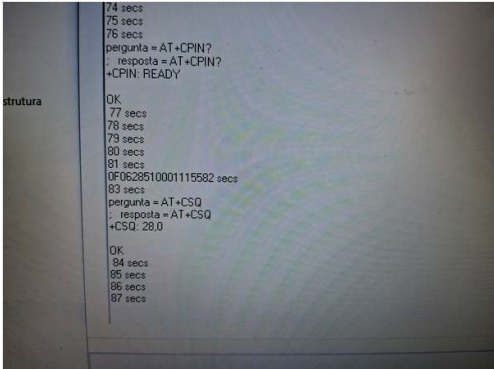 74 secs
75 secs
76 secs
pergunta = AT+CPIN?
;  resposta = AT+CPIN?
+CPIN: READY
OK
77 secs
78 secs
79 secs
80 secs
81 secs
0F0628510001115582 secs
83 secs
pergunta = AT+CSQ
;  resposta = AT+CSQ
+CSQ: 28,0
OK
84 secs
85 secs
86 secs
87 secs
strutura